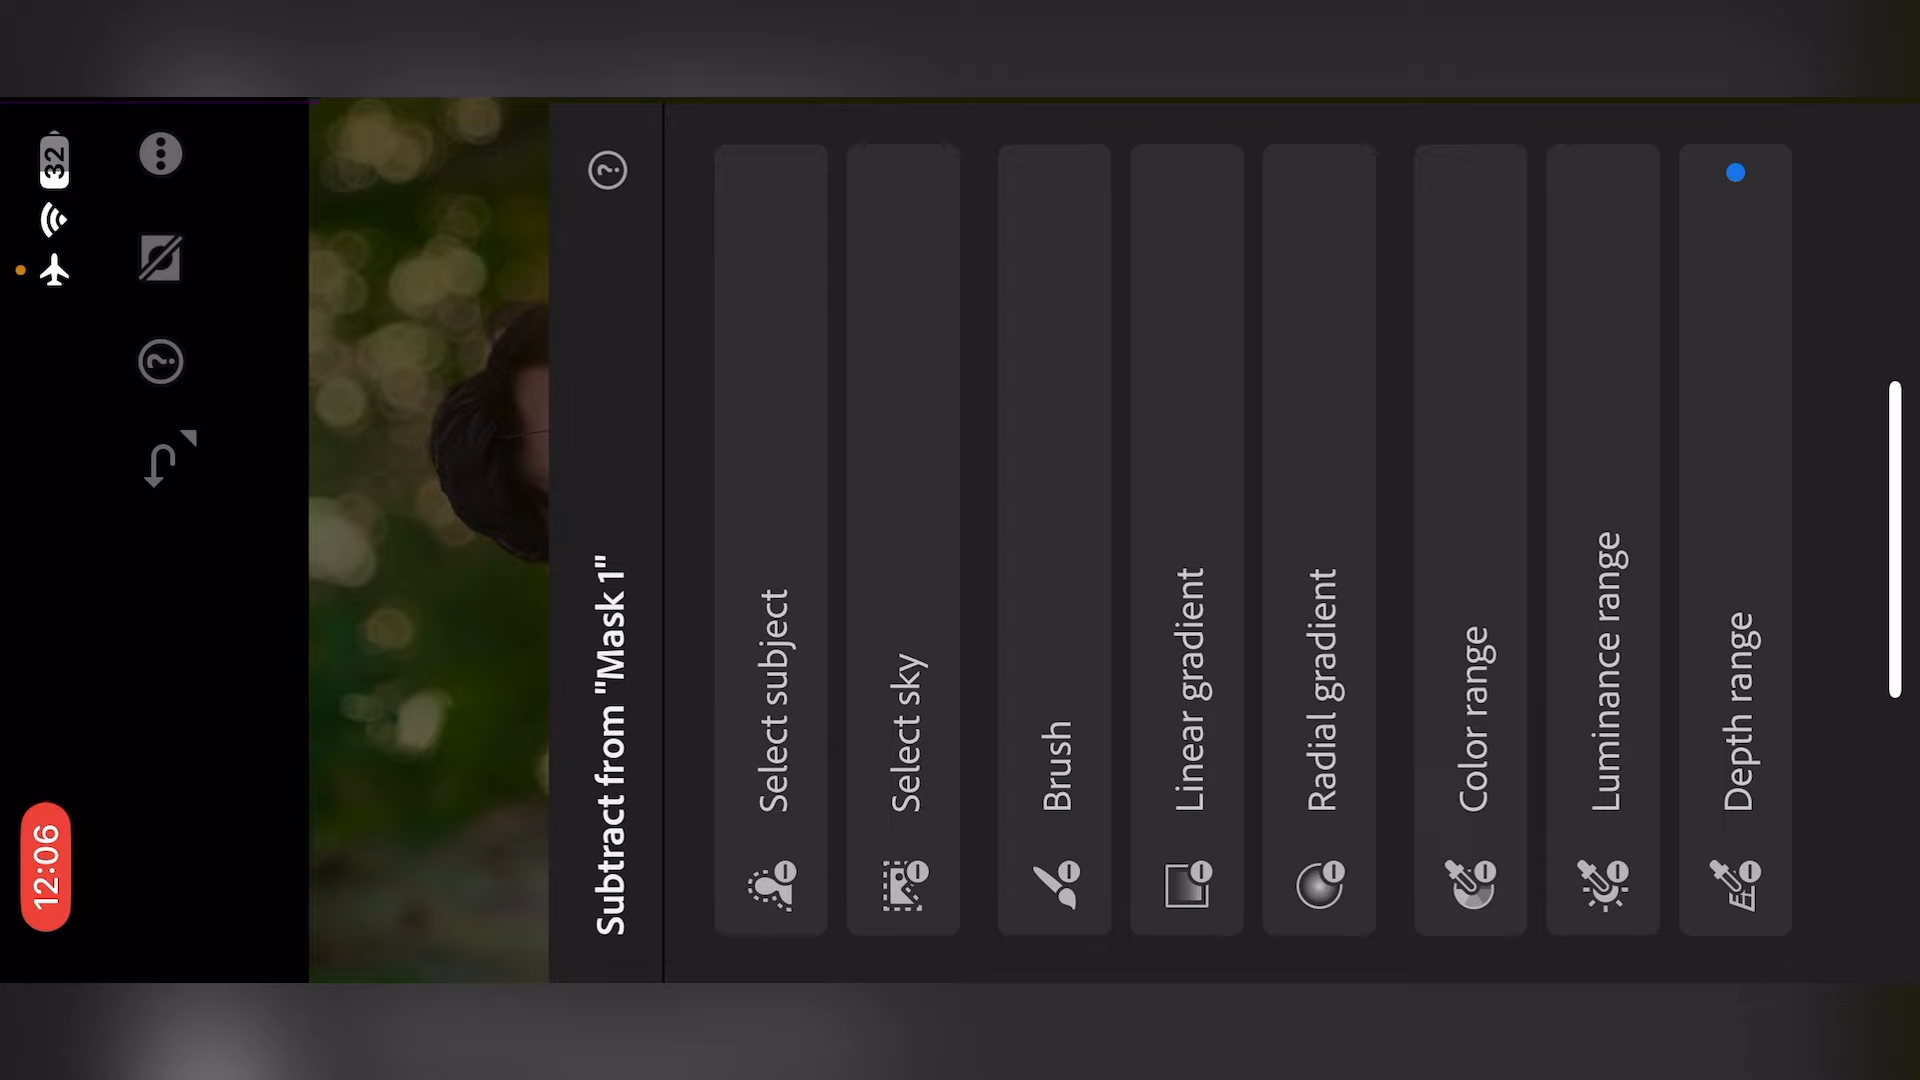 12:06
32
Subtract from "Mask 1"
Select subject
Select sky
Brush
Linear gradient
Radial gradient
Color range
Luminance range
Depth range